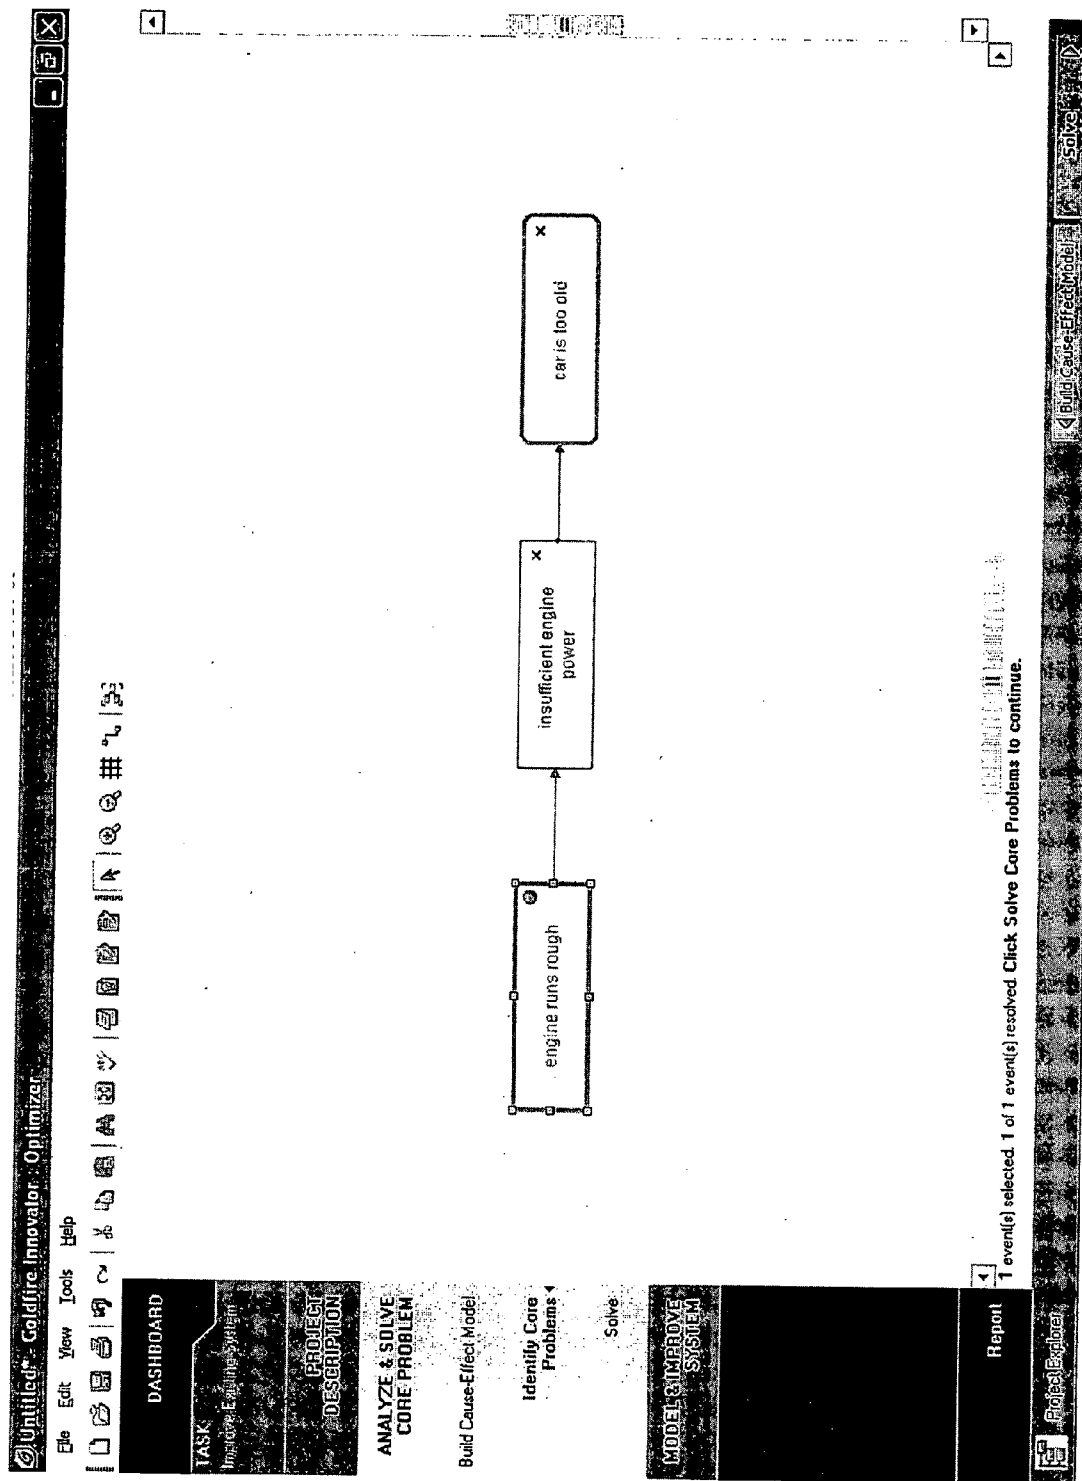 Untitled - Goldfire Innovator : Optimizer
File Edit View Tools Help
DASHBOARD
TASK
Improve Existing System
PROJECT
DESCRIPTION
ANALYZE & SOLVE
CORE PROBLEM
Build Cause-Effect Model
Identify Core
Problems
Solve
MODEL & IMPROVE
SYSTEM
Report
engine runs rough
insufficient engine
power
car is too old
1 event(s) selected. 1 of 1 event(s) resolved Click Solve Core Problems to continue.
Project Explorer
Build Cause-Effect Model
Solve